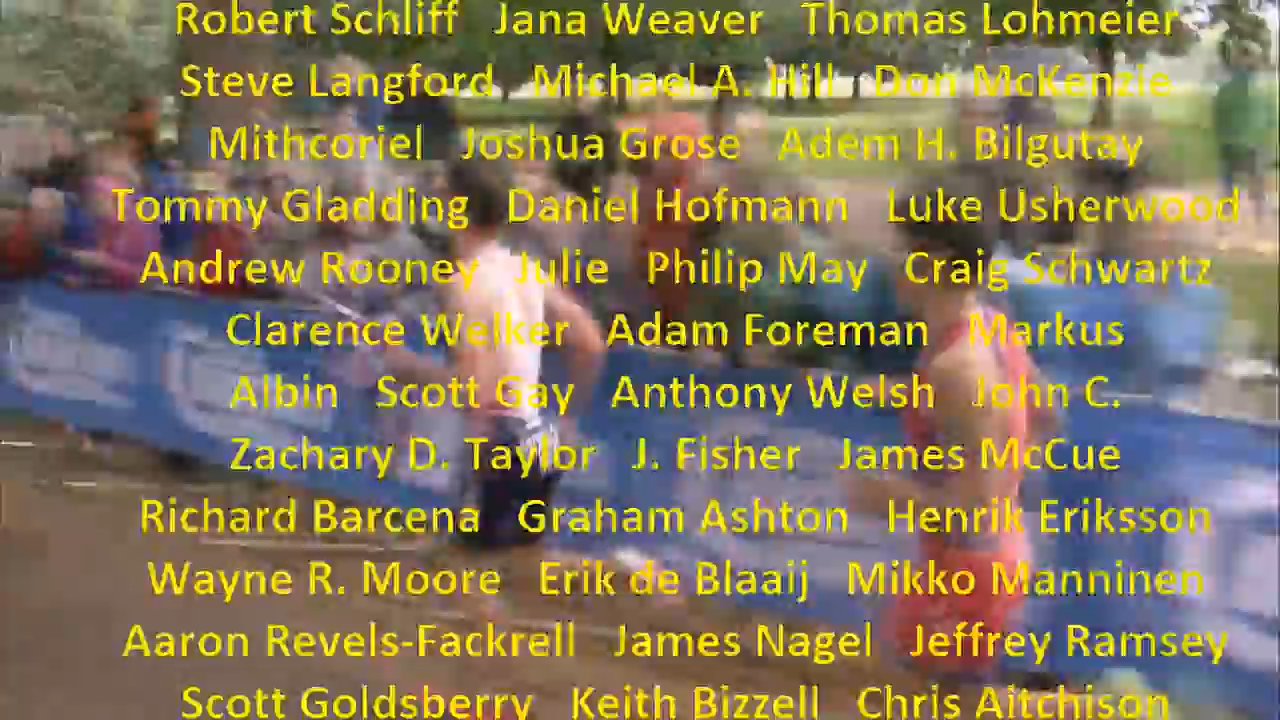 Robert Schliff Jana Weaver Thomas Lohmeier
Steve Langford Michael A. Hill Don McKenzie
Mithcoriel Joshua Grose Adem H. Bilgutay
Tommy Gladding Daniel Hofmann Luke Usherwood
Andrew Rooney Julie Philip May Craig Schwartz
Clarence Welker Adam Foreman Markus
Albin Scott Gay Anthony Welsh John C.
Zachary D. Taylor J. Fisher James McCue
Richard Barcena Graham Ashton Henrik Eriksson
Wayne R. Moore Erik de Blaaij Mikko Manninen
Aaron Revels-Fackrell James Nagel Jeffrey Ramsey
Scott Goldsberry Keith Bizzell Chris Aitchison